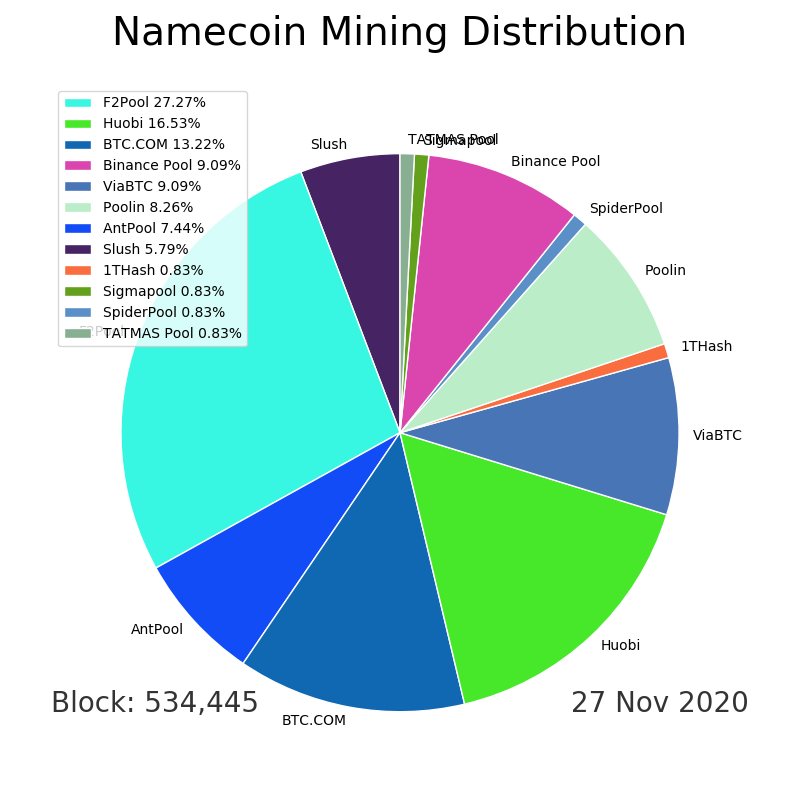 Namecoin Mining Distribution
F2Pool 27.27%
Huobi 16.53%
BTC.COM 13.22%
Binance Pool 9.09%
ViaBTC 9.09%
Poolin 8.26%
AntPool 7.44%
Slush 5.79%
1THash 0.83%
Sigmapool 0.83%
SpiderPool 0.83%
TATMAS Pool 0.83%
Slush
TATMAS Pool
Sigmapool
Binance Pool
SpiderPool
Poolin
F2Pool
1THash
ViaBTC
AntPool
Huobi
BTC.COM
Block: 534,445
27 Nov 2020